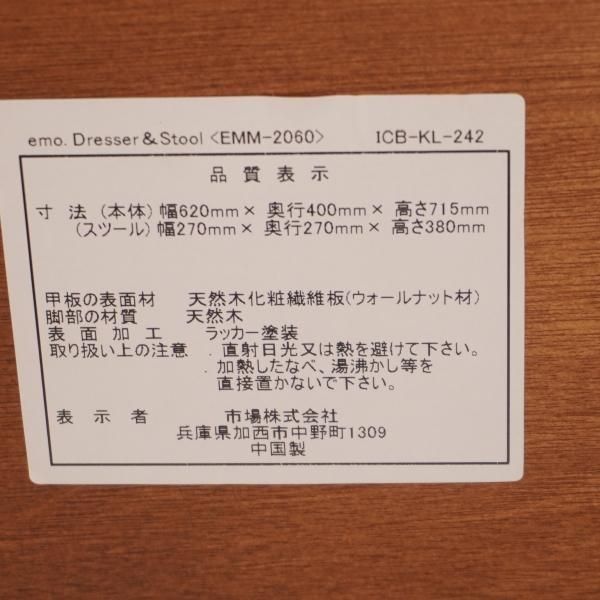 emo. Dresser&Stool <EMM-2060> ICB-KL-242
品質表示
寸 法 (本体) 幅620mm× 奥行400mm× 高さ715mm
(スツール) 幅270mm× 奥行270mm× 高さ380mm
甲板の表面材 天然木化粧繊維板(ウォールナット材)
脚部の材質 天然木
表面加工 ラッカー塗装
取り扱い上の注意 . 直射日光又は熱を避けて下さい。
. 加熱したなべ、湯沸かし等を
直接置かないで下さい。
表示者 市場株式会社
兵庫県加西市中野町1309
中国製